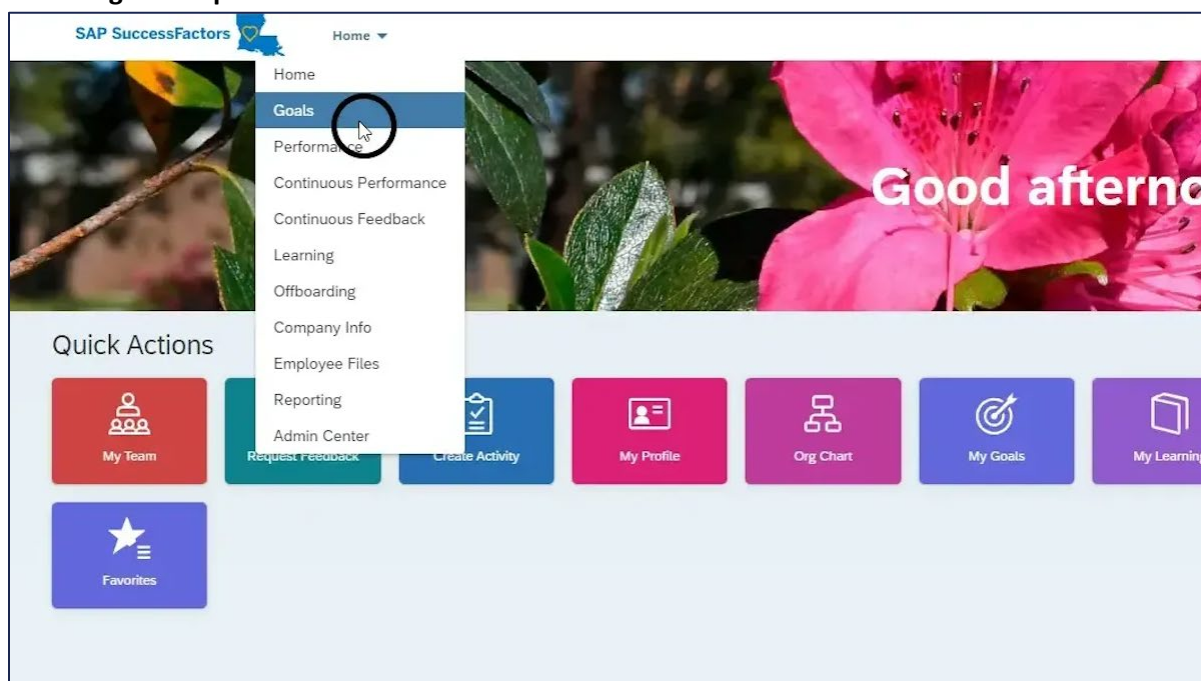 SAP SuccessFactors Home
Home
Goals
Performance
Continuous Performance
Continuous Feedback
Learning
Offboarding
Company Info
Employee Files
Reporting
Admin Center
Good afterno
Quick Actions
My Team
Request Feedback
Create Activity
My Profile
Org Chart
My Goals
My Learning
Favorites